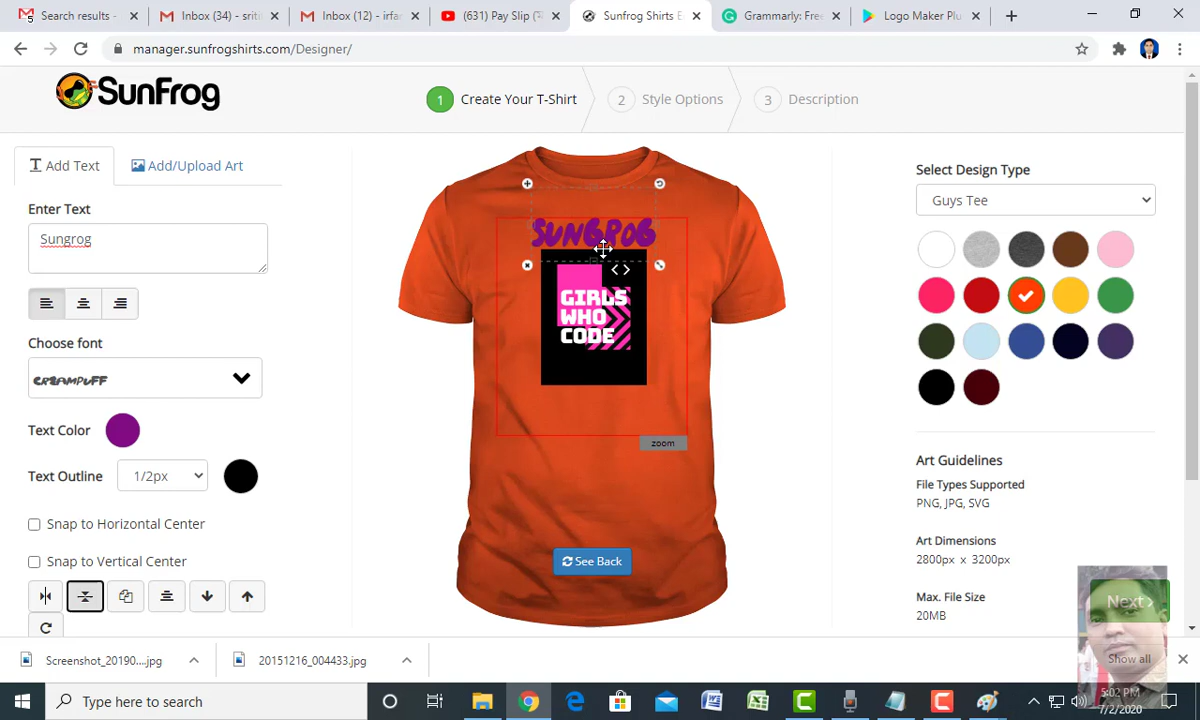 Search results -
Inbox (34) - sriti
Inbox (12) - irfar
(631) Pay Slip (न
Sunfrog Shirts E
Grammarly: Free
Logo Maker Plu
manager.sunfrogshirts.com/Designer/
SunFrog
1 Create Your T-Shirt
2 Style Options
3 Description
Add Text
Add/Upload Art
Enter Text
Sungrog
Choose font
CREAMPUFF
Text Color
Text Outline
1/2px
Snap to Horizontal Center
Snap to Vertical Center
SUNGROG
GIRLS
WHO
CODE
zoom
See Back
Select Design Type
Guys Tee
Art Guidelines
File Types Supported
PNG, JPG, SVG
Art Dimensions
2800px x 3200px
Max. File Size
20MB
Next
Screenshot_20190....jpg
20151216_004433.jpg
Show all
Type here to search
5:02 PM
7/2/2020